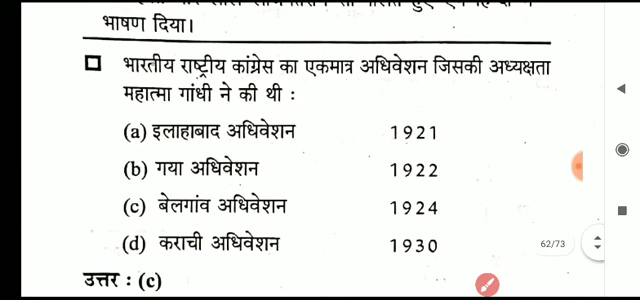 भाषण दिया।
भारतीय राष्ट्रीय कांग्रेस का एकमात्र अधिवेशन जिसकी अध्यक्षता
महात्मा गांधी ने की थी :
(a) इलाहाबाद अधिवेशन 1921
(b) गया अधिवेशन 1922
(c) बेलगांव अधिवेशन 1924
(d) कराची अधिवेशन 1930
62/73
उत्तर : (c)